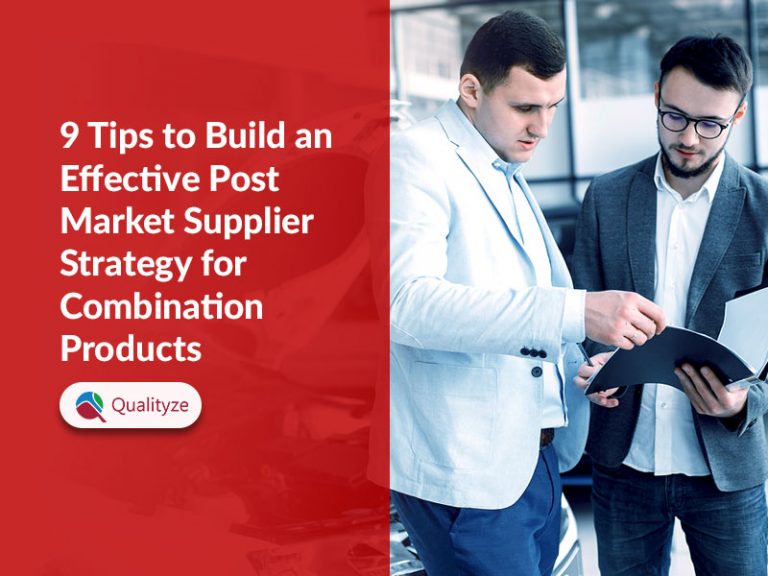 9 Tips to Build an
Effective Post
Market Supplier
Strategy for
Combination
Products
Qualityze